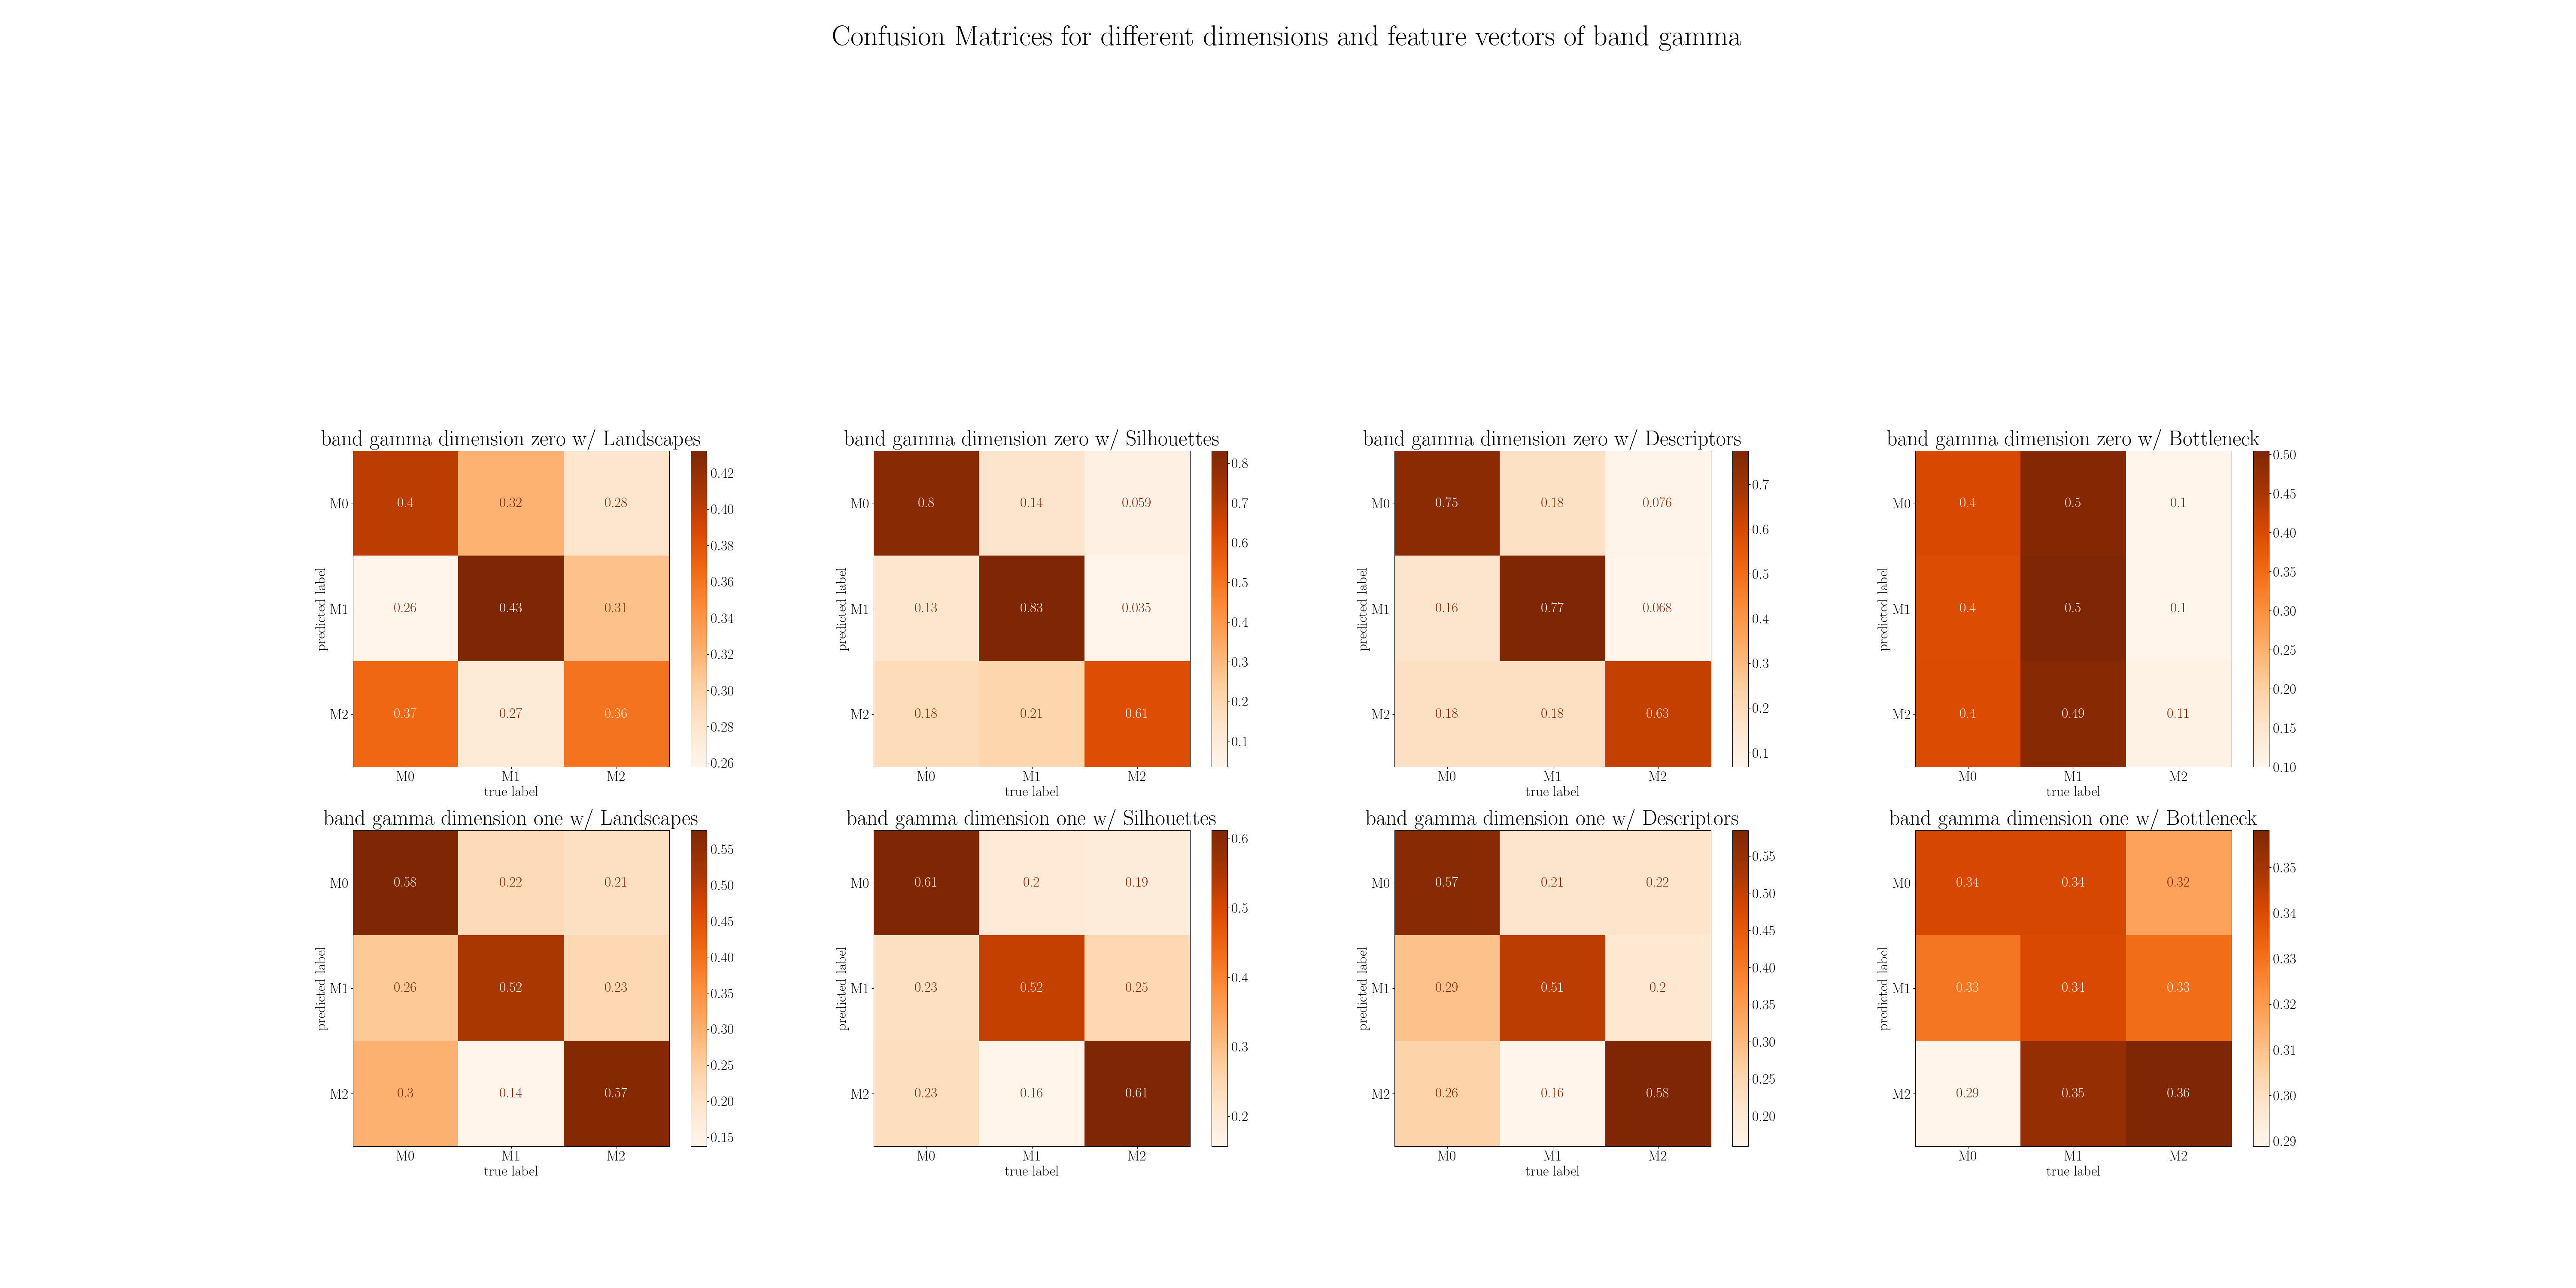 Confusion Matrices for different dimensions and feature vectors of band gamma
band gamma dimension zero w/ Landscapes
predicted label
M0 0.4 0.32 0.28
M1 0.26 0.43 0.31
M2 0.37 0.27 0.36
M0 M1 M2
true label
0.42
0.40
0.38
0.36
0.34
0.32
0.30
0.28
0.26
band gamma dimension zero w/ Silhouettes
predicted label
M0 0.8 0.14 0.059
M1 0.13 0.83 0.035
M2 0.18 0.21 0.61
M0 M1 M2
true label
0.8
0.7
0.6
0.5
0.4
0.3
0.2
0.1
band gamma dimension zero w/ Descriptors
predicted label
M0 0.75 0.18 0.076
M1 0.16 0.77 0.068
M2 0.18 0.18 0.63
M0 M1 M2
true label
0.7
0.6
0.5
0.4
0.3
0.2
0.1
band gamma dimension zero w/ Bottleneck
predicted label
M0 0.4 0.5 0.1
M1 0.4 0.5 0.1
M2 0.4 0.49 0.11
M0 M1 M2
true label
0.50
0.45
0.40
0.35
0.30
0.25
0.20
0.15
0.10
band gamma dimension one w/ Landscapes
predicted label
M0 0.58 0.22 0.21
M1 0.26 0.52 0.23
M2 0.3 0.14 0.57
M0 M1 M2
true label
0.55
0.50
0.45
0.40
0.35
0.30
0.25
0.20
0.15
band gamma dimension one w/ Silhouettes
predicted label
M0 0.61 0.2 0.19
M1 0.23 0.52 0.25
M2 0.23 0.16 0.61
M0 M1 M2
true label
0.6
0.5
0.4
0.3
0.2
band gamma dimension one w/ Descriptors
predicted label
M0 0.57 0.21 0.22
M1 0.29 0.51 0.2
M2 0.26 0.16 0.58
M0 M1 M2
true label
0.55
0.50
0.45
0.40
0.35
0.30
0.25
0.20
band gamma dimension one w/ Bottleneck
predicted label
M0 0.34 0.34 0.32
M1 0.33 0.34 0.33
M2 0.29 0.35 0.36
M0 M1 M2
true label
0.35
0.34
0.33
0.32
0.31
0.30
0.29